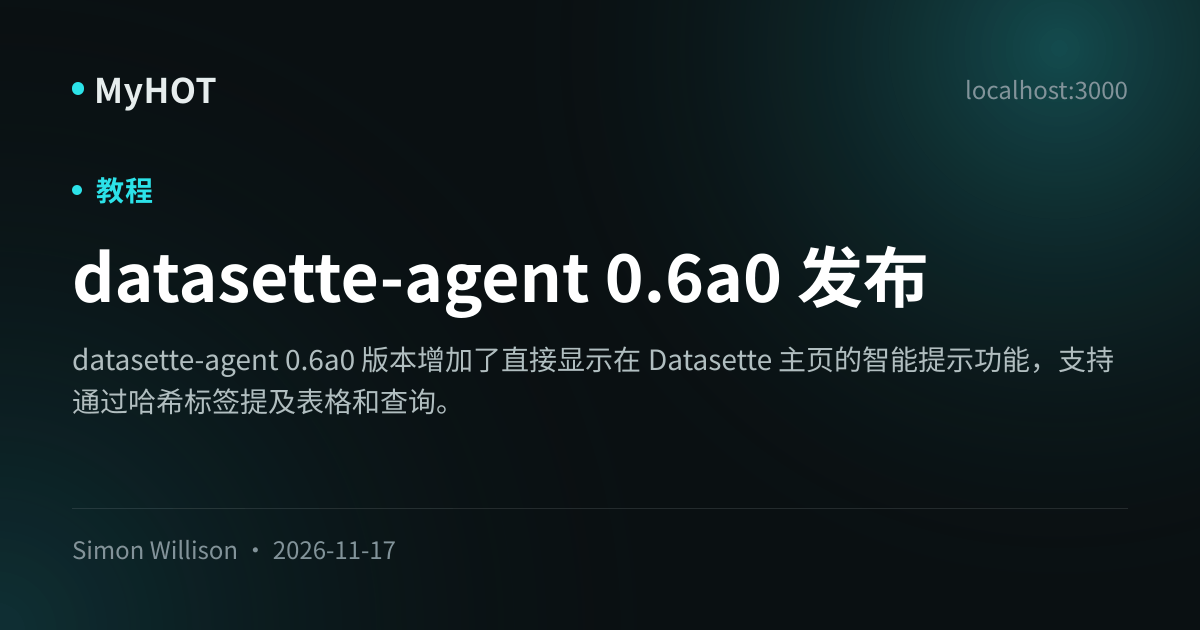 MyHOT
localhost:3000
教程
datasette-agent 0.6a0 发布
datasette-agent 0.6a0 版本增加了直接显示在 Datasette 主页的智能提示功能，支持
通过哈希标签提及表格和查询。
Simon Willison · 2026-11-17